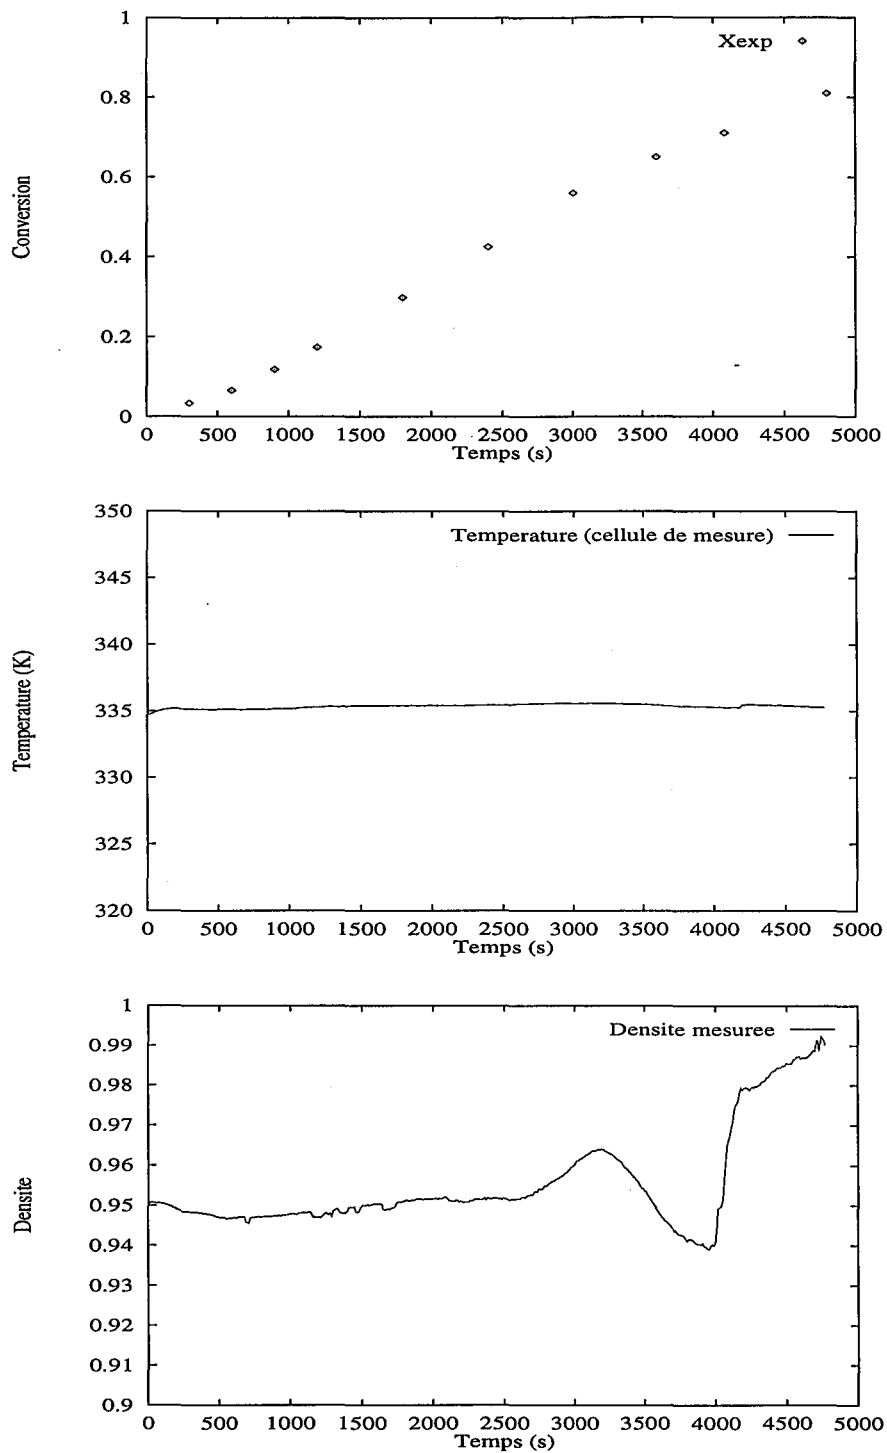 1
Xexp
0.8
0.6
Conversion
0.4
0.2
0
0 500 1000 1500 2000 2500 3000 3500 4000 4500 5000
Temps (s)
350
Temperature (cellule de mesure)
345
340
Temperature (K)
335
330
325
320
0 500 1000 1500 2000 2500 3000 3500 4000 4500 5000
Temps (s)
1
Densite mesuree
0.99
0.98
0.97
0.96
Densite
0.95
0.94
0.93
0.92
0.91
0.9
0 500 1000 1500 2000 2500 3000 3500 4000 4500 5000
Temps (s)